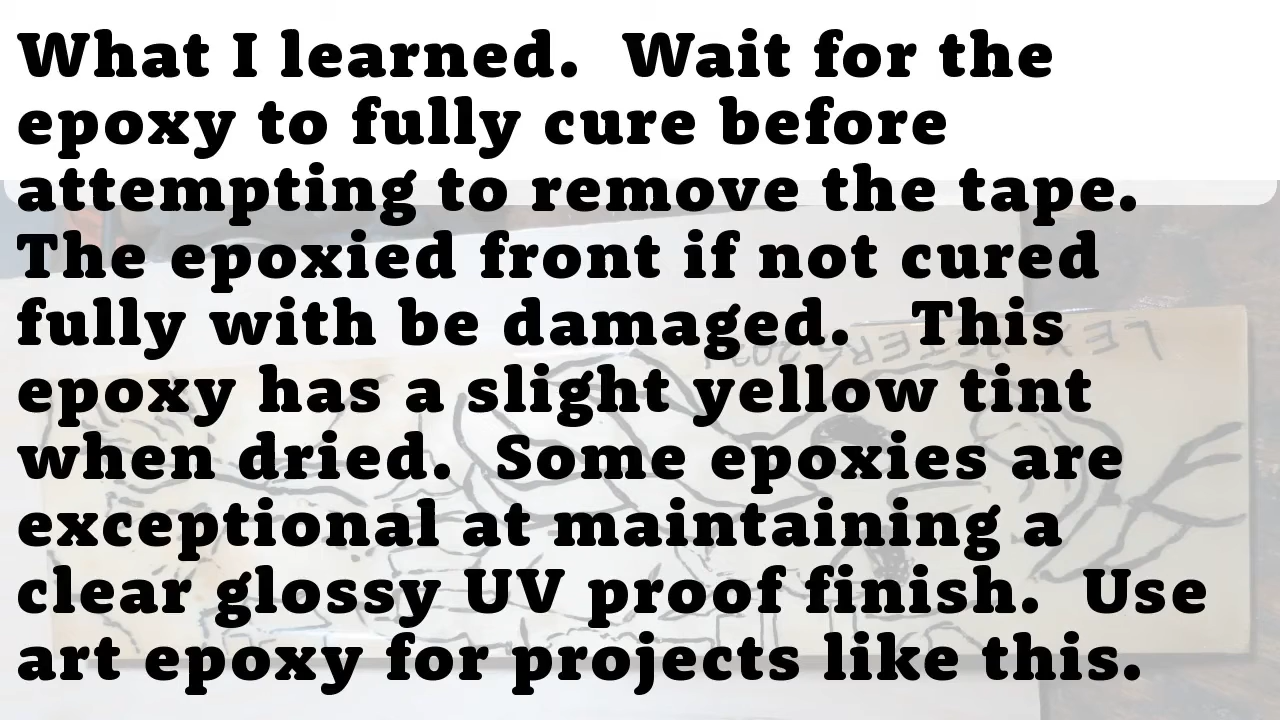 What I learned.  Wait for the
epoxy to fully cure before
attempting to remove the tape.
The epoxied front if not cured
fully with be damaged.   This
epoxy has a slight yellow tint
when dried.  Some epoxies are
exceptional at maintaining a
clear glossy UV proof finish.  Use
art epoxy for projects like this.